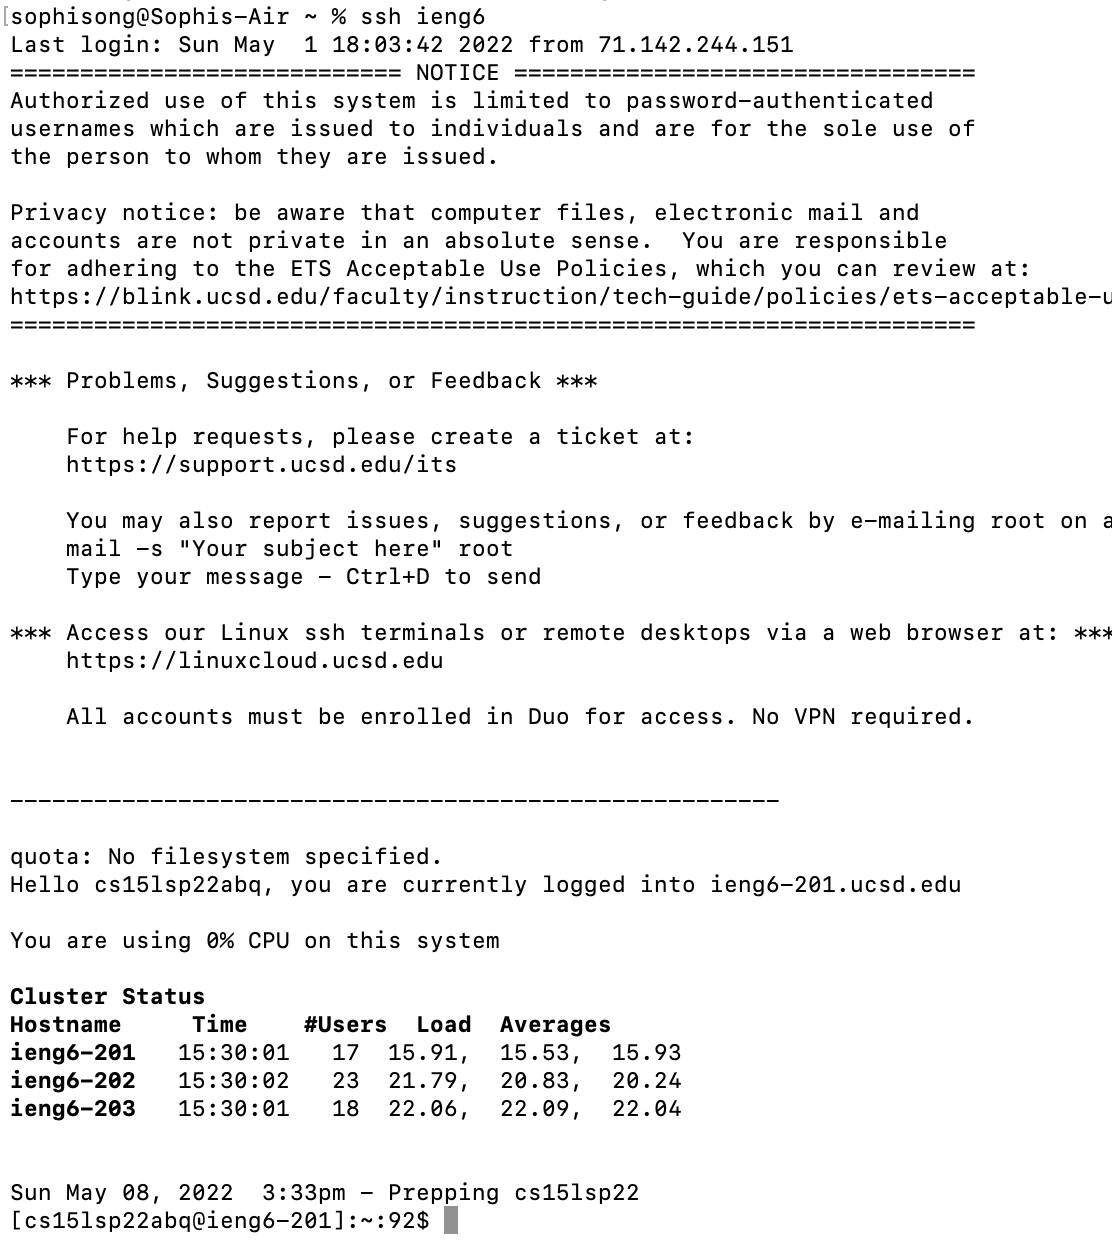 [sophisong@Sophis-Air ~ % ssh ieng6
Last login: Sun May  1 18:03:42 2022 from 71.142.244.151
============================ NOTICE =================================
Authorized use of this system is limited to password-authenticated
usernames which are issued to individuals and are for the sole use of
the person to whom they are issued.

Privacy notice: be aware that computer files, electronic mail and
accounts are not private in an absolute sense.  You are responsible
for adhering to the ETS Acceptable Use Policies, which you can review at:
https://blink.ucsd.edu/faculty/instruction/tech-guide/policies/ets-acceptable-u
=====================================================================

*** Problems, Suggestions, or Feedback ***

    For help requests, please create a ticket at:
    https://support.ucsd.edu/its

    You may also report issues, suggestions, or feedback by e-mailing root on a
    mail -s "Your subject here" root
    Type your message - Ctrl+D to send

*** Access our Linux ssh terminals or remote desktops via a web browser at: ***
    https://linuxcloud.ucsd.edu

    All accounts must be enrolled in Duo for access. No VPN required.


-------------------------------------------------------

quota: No filesystem specified.
Hello cs15lsp22abq, you are currently logged into ieng6-201.ucsd.edu

You are using 0% CPU on this system

Cluster Status
Hostname     Time    #Users  Load  Averages
ieng6-201   15:30:01   17  15.91,  15.53,  15.93
ieng6-202   15:30:02   23  21.79,  20.83,  20.24
ieng6-203   15:30:01   18  22.06,  22.09,  22.04


Sun May 08, 2022  3:33pm - Prepping cs15lsp22
[cs15lsp22abq@ieng6-201]:~:92$